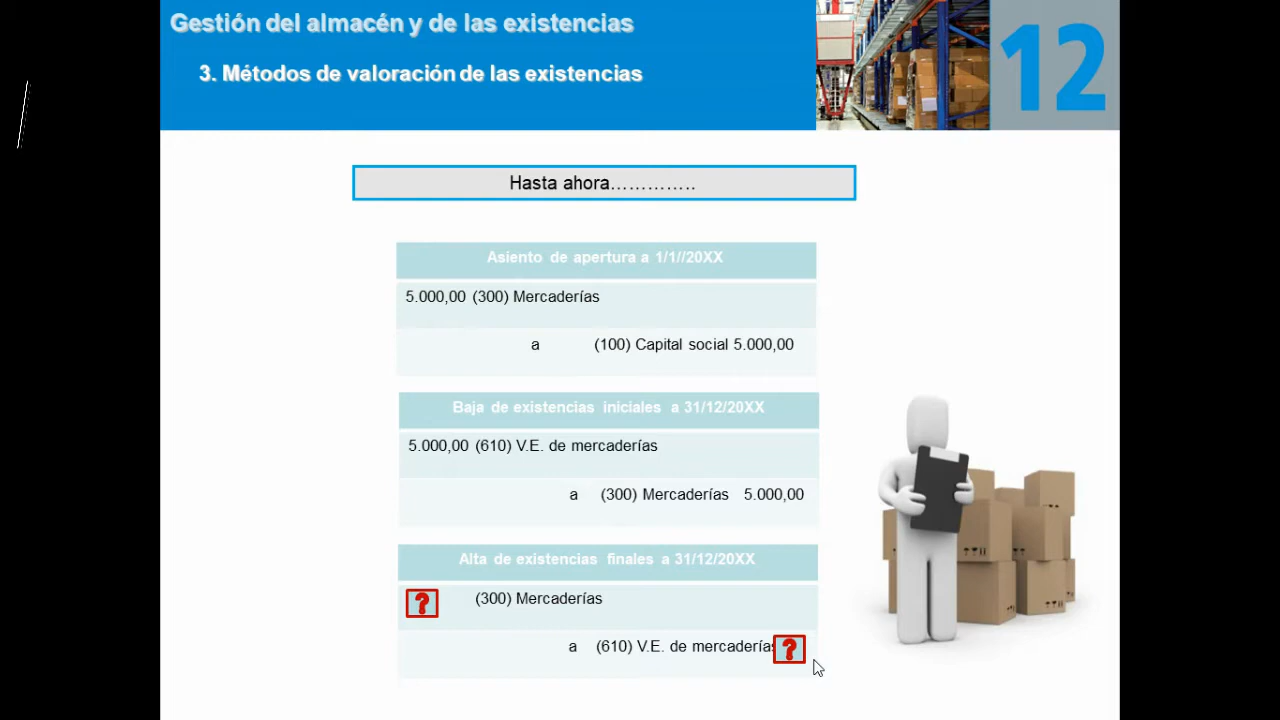 Gestión del almacén y de las existencias
3. Métodos de valoración de las existencias
12
Hasta ahora…………..
Asiento de apertura a 1/1//20XX
5.000,00 (300) Mercaderías
a (100) Capital social 5.000,00
Baja de existencias iniciales a 31/12/20XX
5.000,00 (610) V.E. de mercaderías
a (300) Mercaderías 5.000,00
Alta de existencias finales a 31/12/20XX
? (300) Mercaderías
a (610) V.E. de mercaderías ?